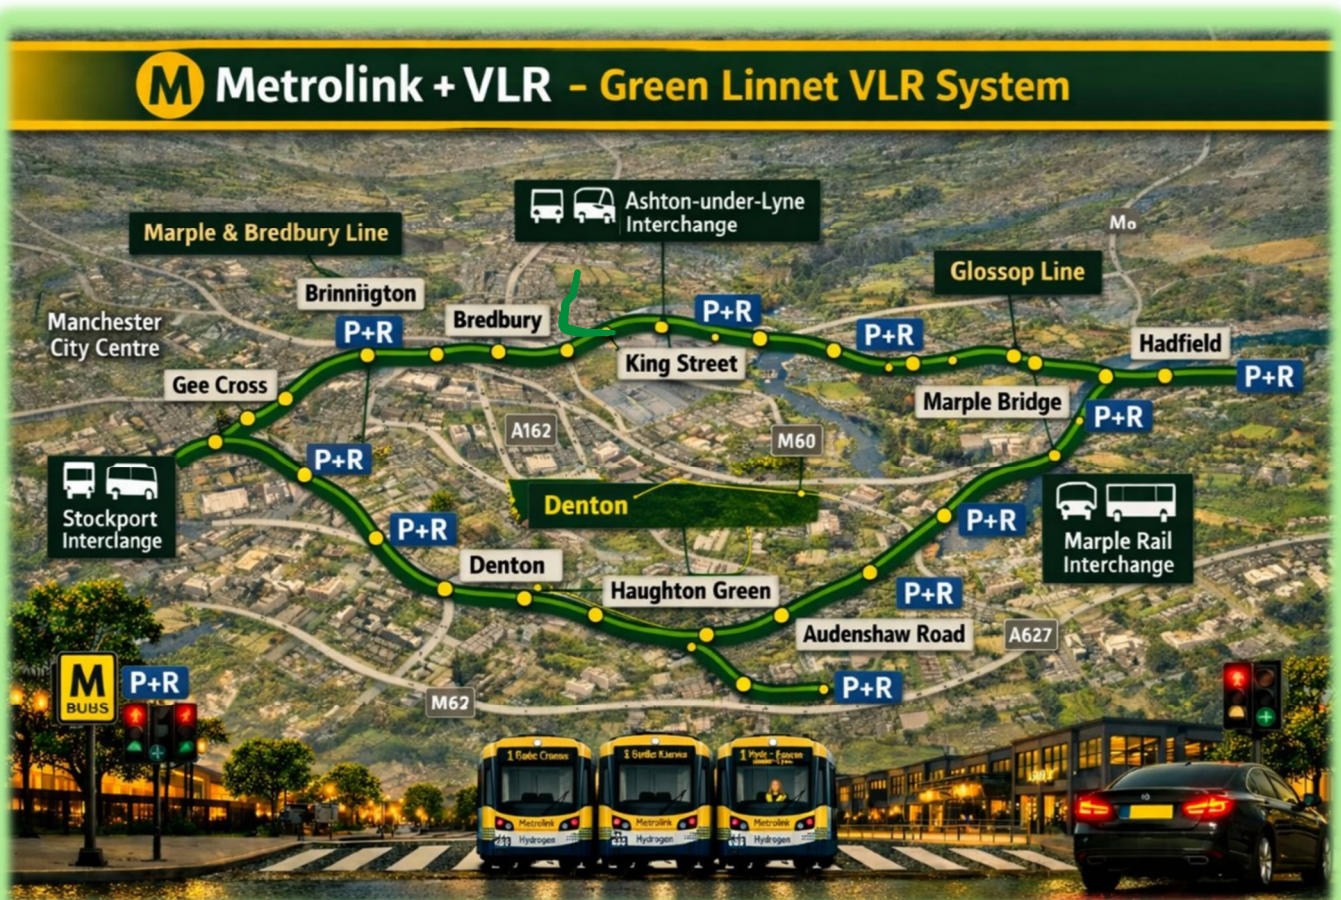 M Metrolink + VLR – Green Linnet VLR System
Ashton-under-Lyne
Interchange
Marple & Bredbury Line
Mo
Glossop Line
Brinniigton
P+R
Bredbury
Manchester
City Centre
P+R
P+R
Hadfield
King Street
P+R
Gee Cross
Marple Bridge
P+R
A162
M60
P+R
Denton
Stockport
Interclange
P+R
P+R
Marple Rail
Interchange
Denton
Haughton Green
P+R
Audenshaw Road
A627
M
BUBS
P+R
P+R
M62
Metrolink
Hydrogen
Metrolink
Hydrogen
Metrolink
Hydrogen